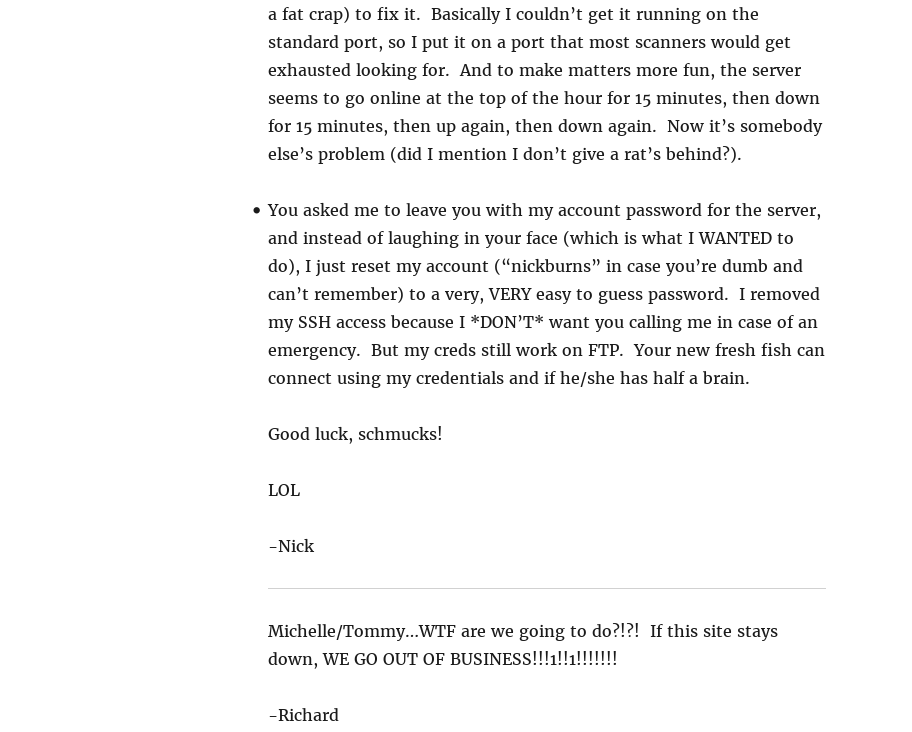 a fat crap) to fix it.  Basically I couldn’t get it running on the
standard port, so I put it on a port that most scanners would get
exhausted looking for.  And to make matters more fun, the server
seems to go online at the top of the hour for 15 minutes, then down
for 15 minutes, then up again, then down again.  Now it’s somebody
else’s problem (did I mention I don’t give a rat’s behind?).
• You asked me to leave you with my account password for the server,
and instead of laughing in your face (which is what I WANTED to
do), I just reset my account (“nickburns” in case you’re dumb and
can’t remember) to a very, VERY easy to guess password.  I removed
my SSH access because I *DON’T* want you calling me in case of an
emergency.  But my creds still work on FTP.  Your new fresh fish can
connect using my credentials and if he/she has half a brain.
Good luck, schmucks!
LOL
-Nick
Michelle/Tommy…WTF are we going to do?!?!  If this site stays
down, WE GO OUT OF BUSINESS!!!1!!1!!!!!!!
-Richard